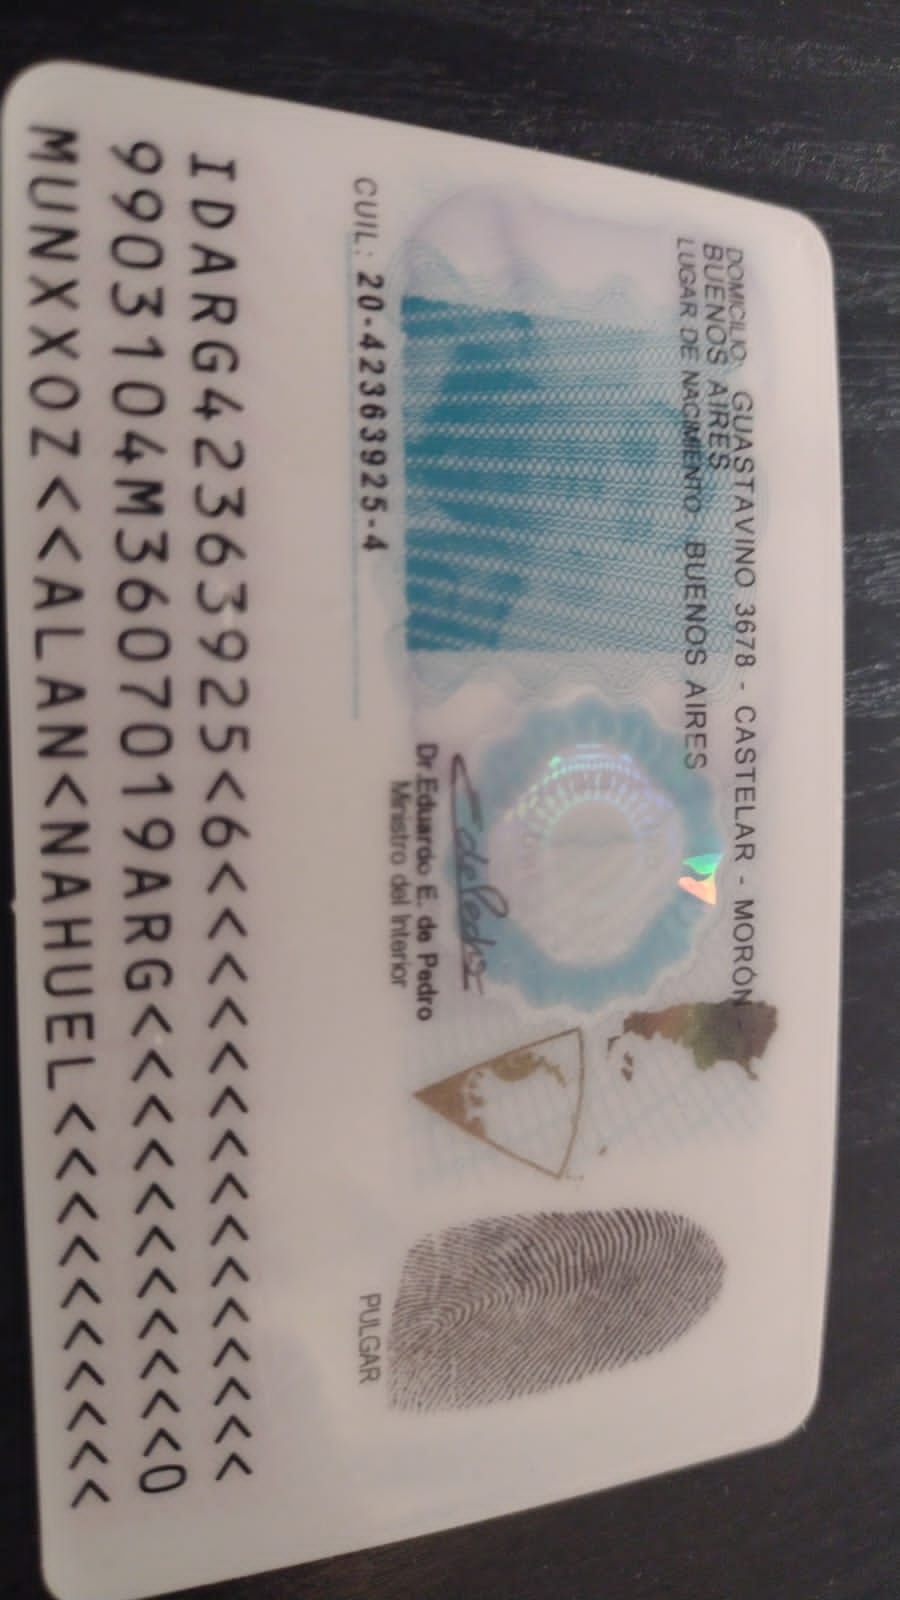 DOMICILIO: GUASTAVINO 3678 - CASTELAR - MORÓN -
BUENOS AIRES
LUGAR DE NACIMIENTO: BUENOS AIRES
Dr. Eduardo E. de Pedro
Ministro del Interior
CUIL: 20-42363925-4
PULGAR
IDARG42363925<6<<<<<<<<<<<<<<<
9903104M3607019ARG<<<<<<<<<<<0
MUNXXOZ<<ALAN<NAHUEL<<<<<<<<<<